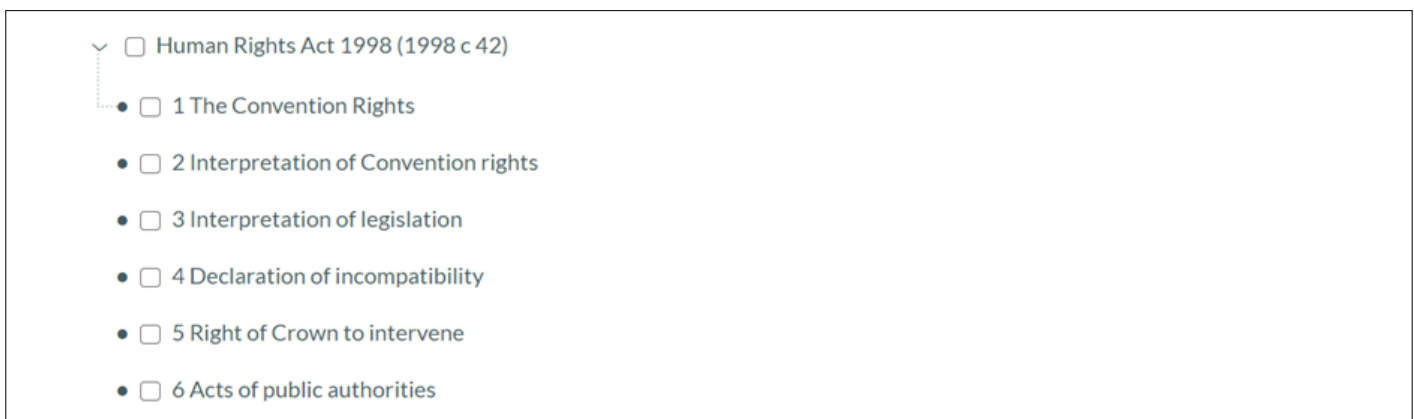 Human Rights Act 1998 (1998 c 42)
1 The Convention Rights
2 Interpretation of Convention rights
3 Interpretation of legislation
4 Declaration of incompatibility
5 Right of Crown to intervene
6 Acts of public authorities